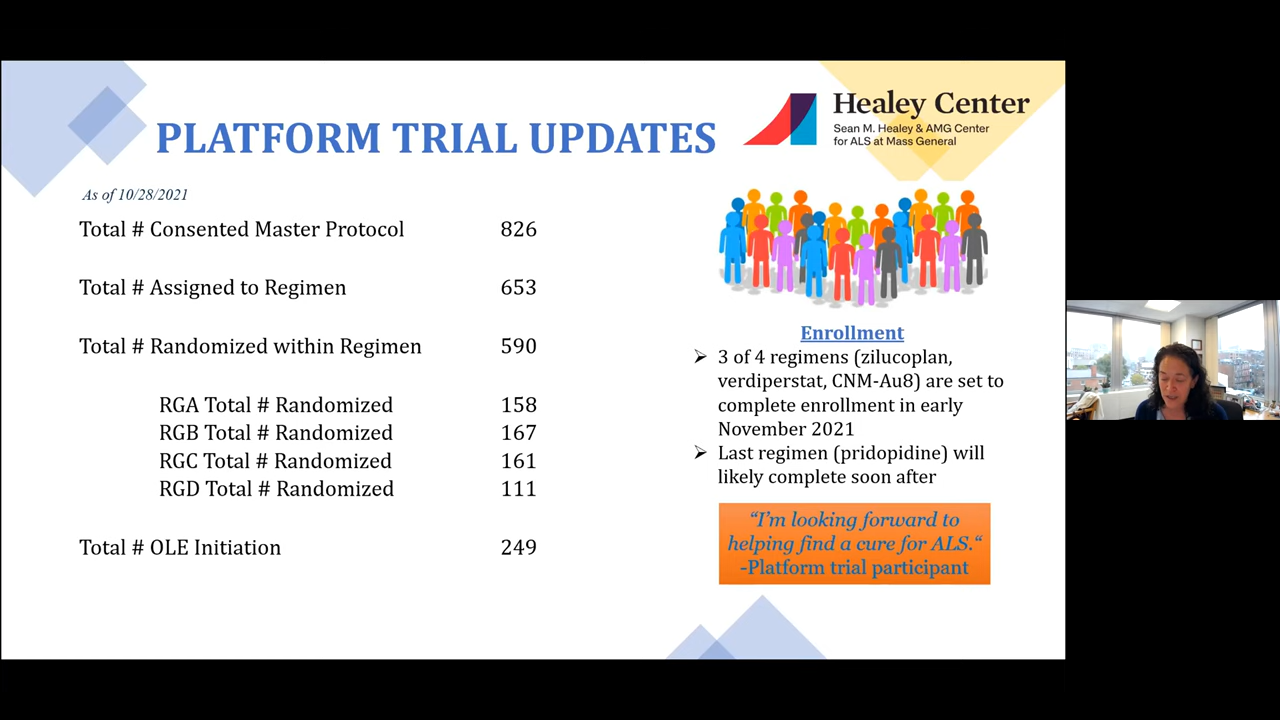 PLATFORM TRIAL UPDATES
Healey Center
Sean M. Healey & AMG Center
for ALS at Mass General
As of 10/28/2021
Total # Consented Master Protocol 826
Total # Assigned to Regimen 653
Total # Randomized within Regimen 590
RGA Total # Randomized 158
RGB Total # Randomized 167
RGC Total # Randomized 161
RGD Total # Randomized 111
Total # OLE Initiation 249
Enrollment
➢ 3 of 4 regimens (zilucoplan,
verdiperstat, CNM-Au8) are set to
complete enrollment in early
November 2021
➢ Last regimen (pridopidine) will
likely complete soon after
“I’m looking forward to
helping find a cure for ALS.“
-Platform trial participant